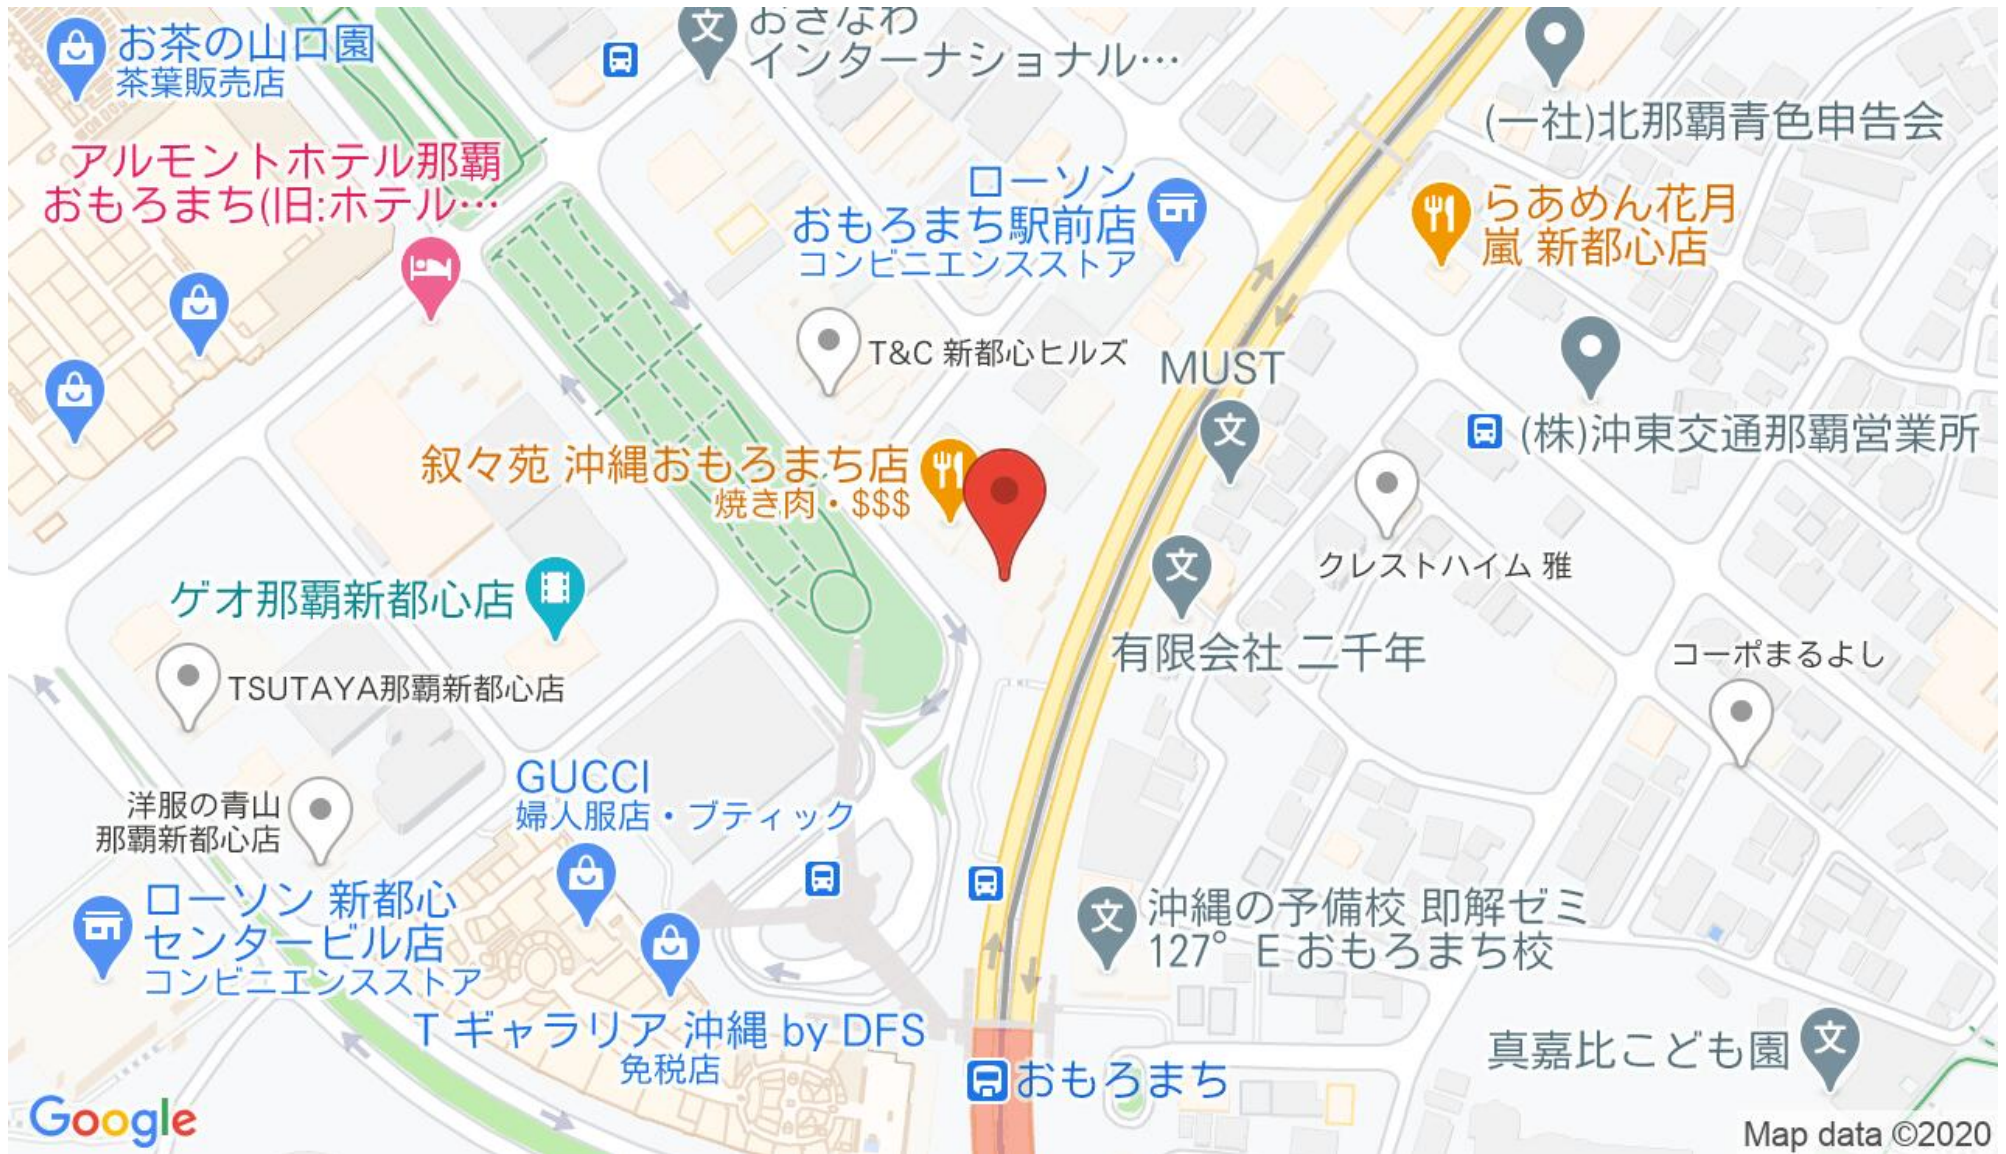 お茶の山口園
茶葉販売店
インターナショナル…
(一社)北那覇青色申告会
アルモントホテル那覇
おもろまち(旧:ホテル…
ローソン
おもろまち駅前店
コンビニエンスストア
らあめん花月
嵐 新都心店
T&C 新都心ヒルズ
MUST
(株)沖東交通那覇営業所
叙々苑 沖縄おもろまち店
焼き肉・$$$
クレストハイム 雅
ゲオ那覇新都心店
有限会社 二千年
コーポまるよし
TSUTAYA那覇新都心店
GUCCI
婦人服店・ブティック
洋服の青山
那覇新都心店
ローソン 新都心
センタービル店
コンビニエンスストア
沖縄の予備校 即解ゼミ
127° E おもろまち校
T ギャラリア 沖縄 by DFS
免税店
おもろまち
真嘉比こども園
Google
Map data ©2020